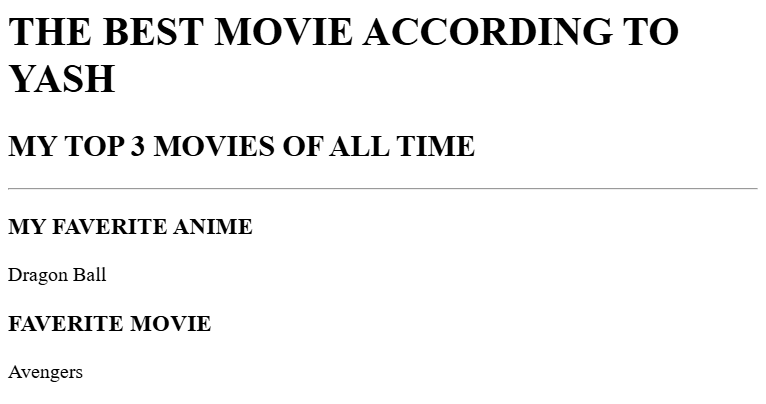 THE BEST MOVIE ACCORDING TO
YASH
MY TOP 3 MOVIES OF ALL TIME
MY FAVERITE ANIME
Dragon Ball
FAVERITE MOVIE
Avengers